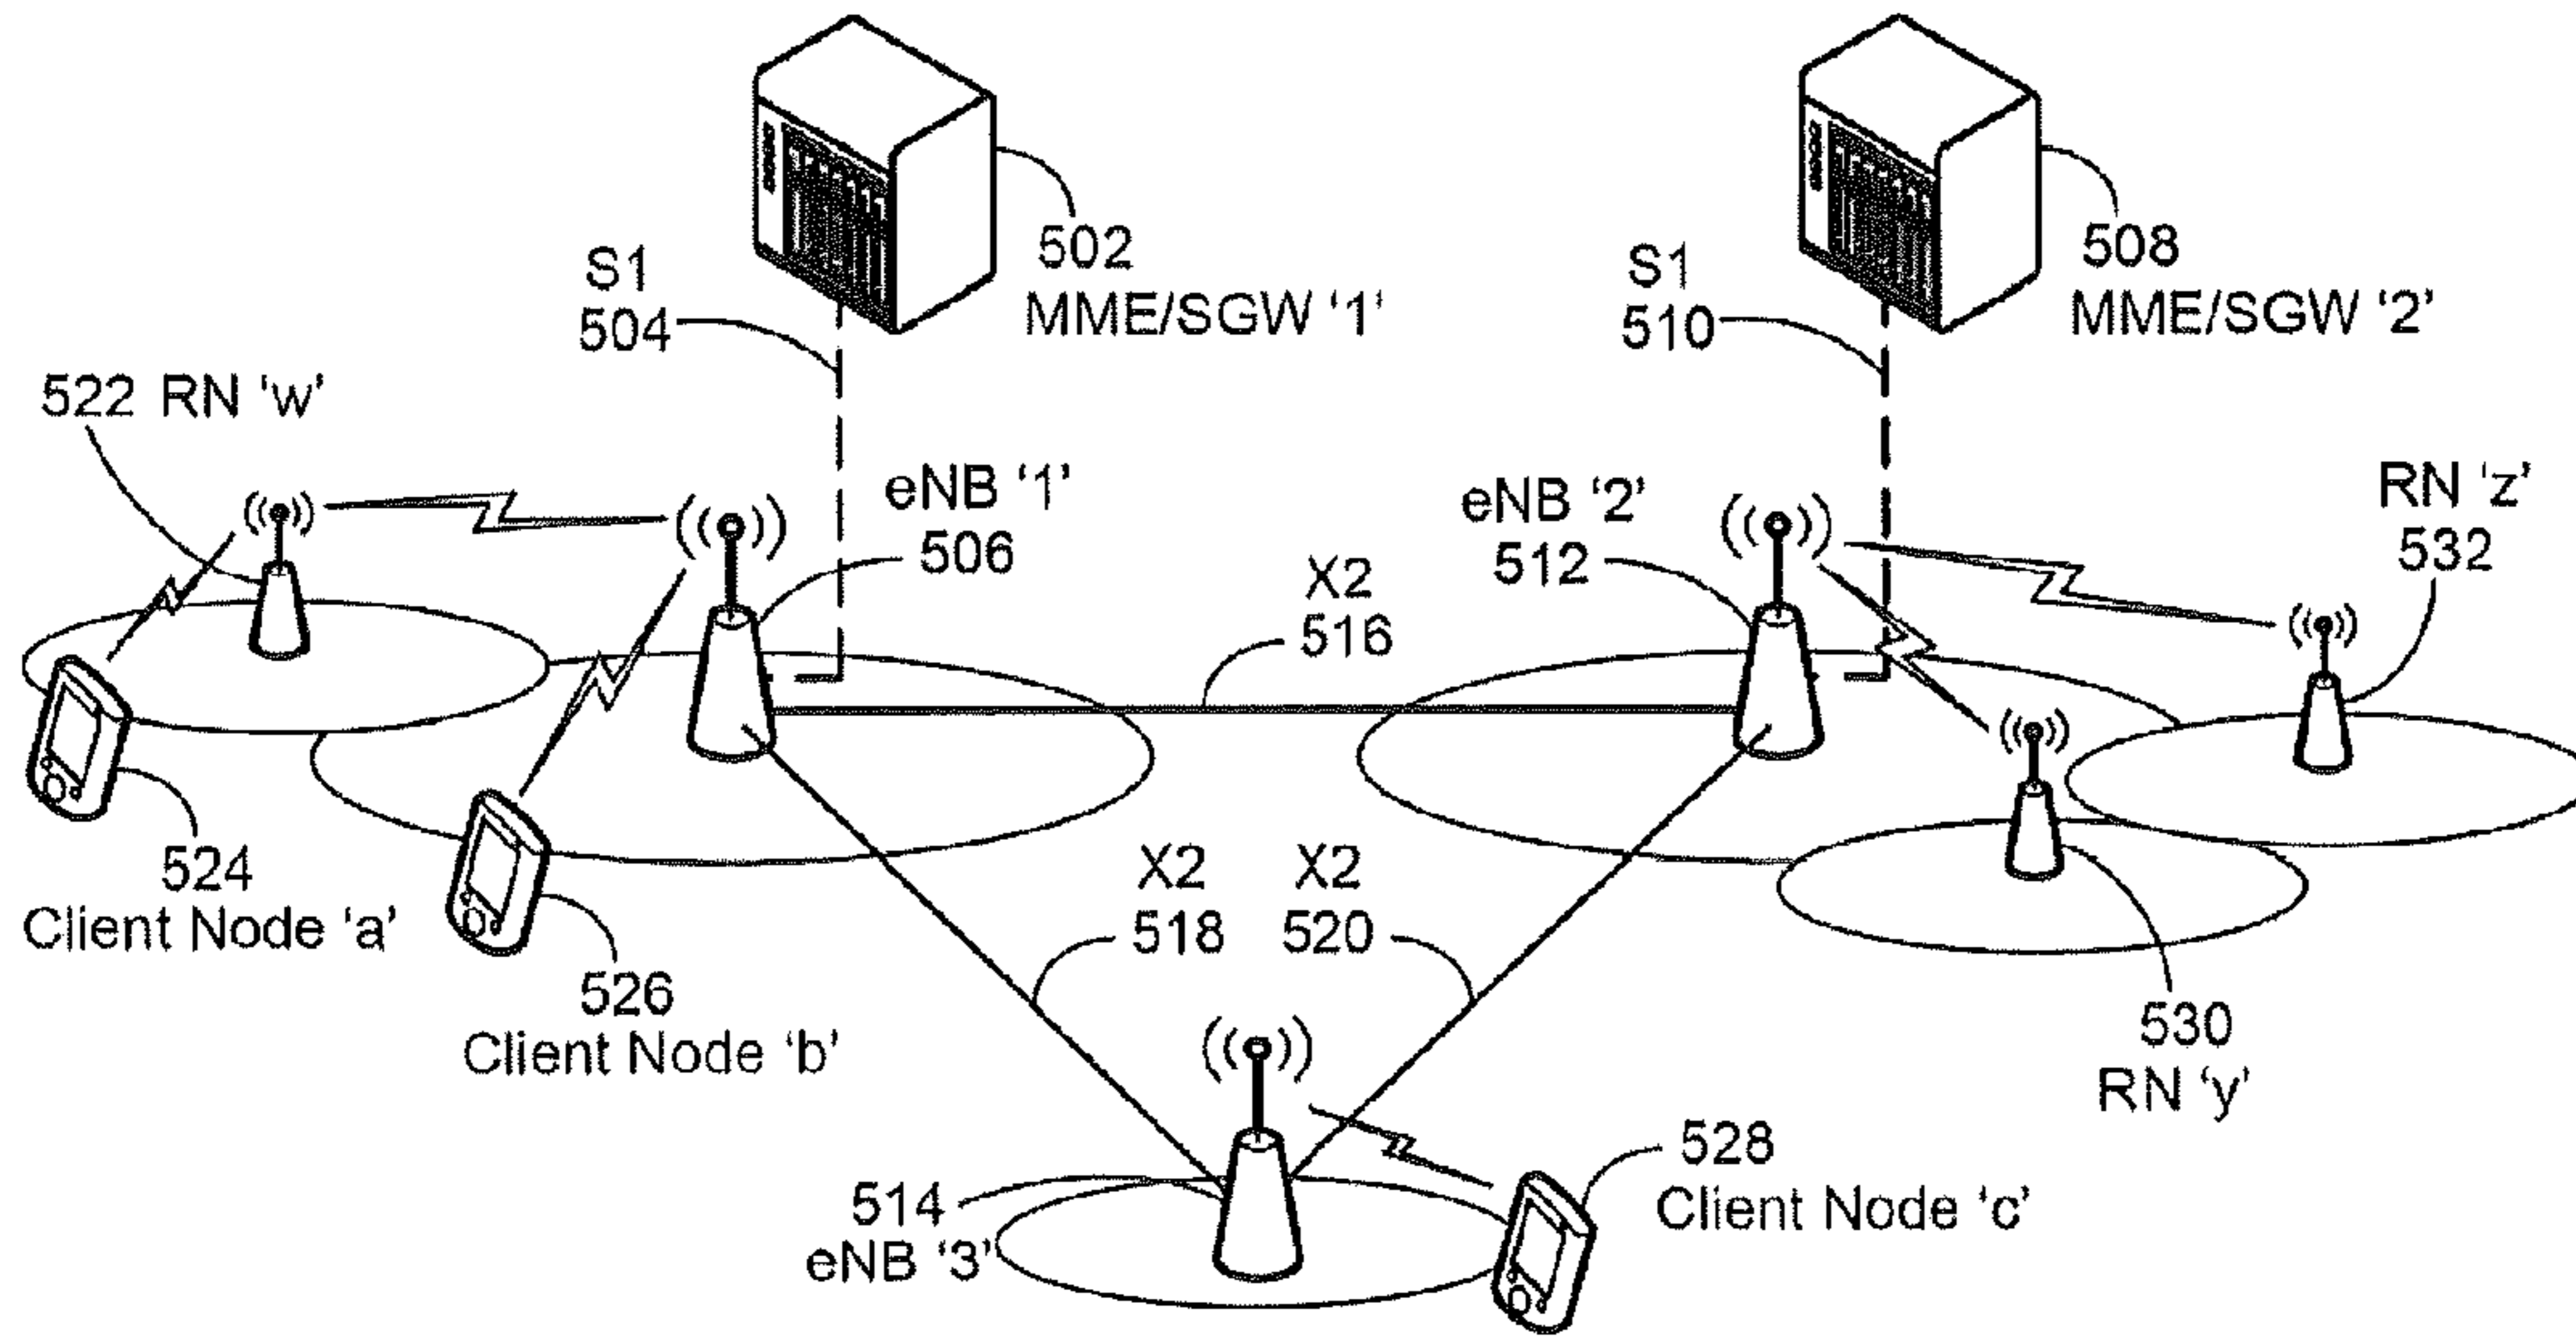 S1
504
502
MME/SGW ‘1’
S1
510
508
MME/SGW ‘2’
522 RN ‘w’
eNB ‘1’
506
eNB ‘2’
512
RN ‘z’
532
X2
516
524
Client Node ‘a’
526
Client Node ‘b’
X2
518
X2
520
530
RN ‘y’
514
eNB ‘3’
528
Client Node ‘c’